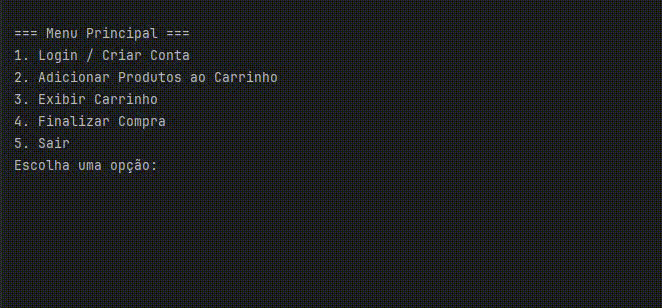 === Menu Principal ===
1. Login / Criar Conta
2. Adicionar Produtos ao Carrinho
3. Exibir Carrinho
4. Finalizar Compra
5. Sair
Escolha uma opção: